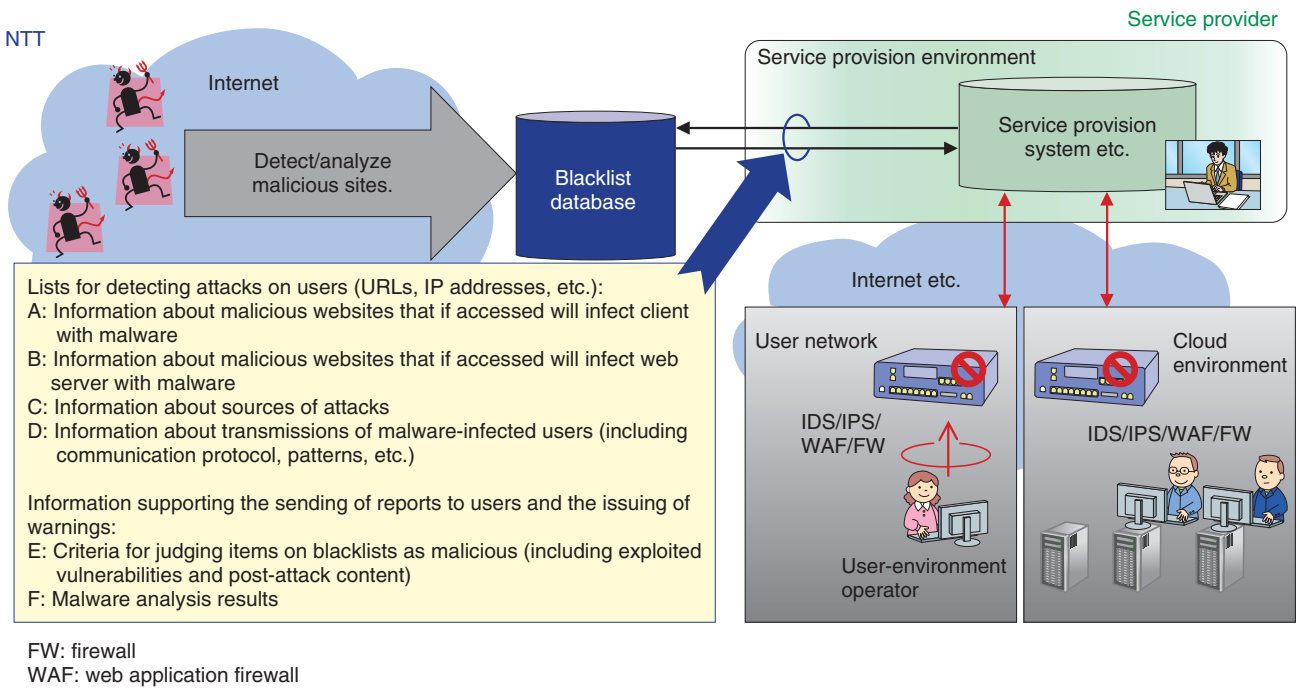 NTT
Internet
Detect/analyze
malicious sites.
Blacklist
database
Service provider
Service provision environment
Service provision
system etc.
Lists for detecting attacks on users (URLs, IP addresses, etc.):
A: Information about malicious websites that if accessed will infect client
with malware
B: Information about malicious websites that if accessed will infect web
server with malware
C: Information about sources of attacks
D: Information about transmissions of malware-infected users (including
communication protocol, patterns, etc.)
Information supporting the sending of reports to users and the issuing of
warnings:
E: Criteria for judging items on blacklists as malicious (including exploited
vulnerabilities and post-attack content)
F: Malware analysis results
Internet etc.
User network
IDS/IPS/
WAF/FW
User-environment
operator
Cloud
environment
IDS/IPS/WAF/FW
FW: firewall
WAF: web application firewall